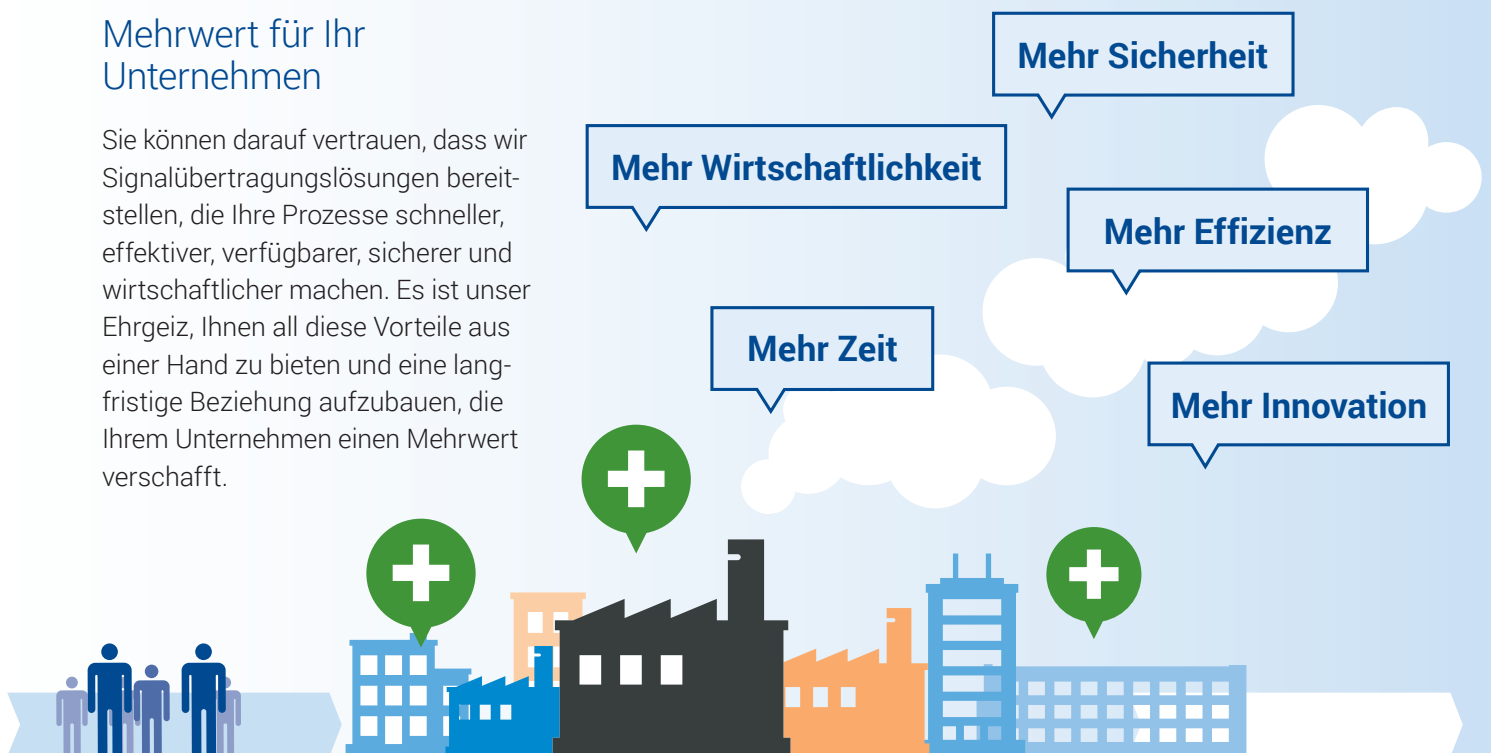 Mehrwert für Ihr
Unternehmen
Sie können darauf vertrauen, dass wir
Signalübertragungslösungen bereit-
stellen, die Ihre Prozesse schneller,
effektiver, verfügbarer, sicherer und
wirtschaftlicher machen. Es ist unser
Ehrgeiz, Ihnen all diese Vorteile aus
einer Hand zu bieten und eine lang-
fristige Beziehung aufzubauen, die
Ihrem Unternehmen einen Mehrwert
verschafft.
Mehr Sicherheit
Mehr Wirtschaftlichkeit
Mehr Effizienz
Mehr Zeit
Mehr Innovation